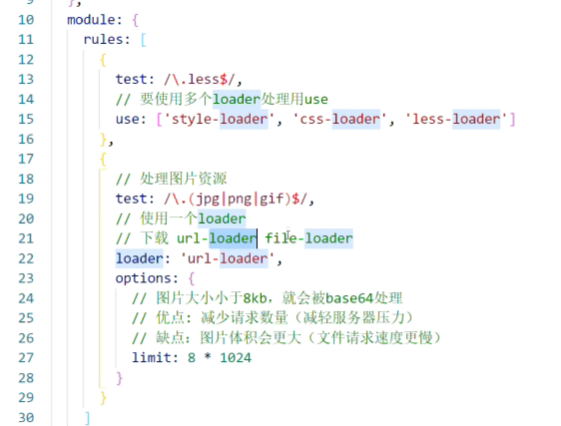 9 },
10 module: {
11 rules: [
12 {
13 test: /\.less$/,
14 // 要使用多个loader处理用use
15 use: ['style-loader', 'css-loader', 'less-loader']
16 },
17 {
18 // 处理图片资源
19 test: /\.(jpg|png|gif)$/,
20 // 使用一个loader
21 // 下载 url-loader file-loader
22 loader: 'url-loader',
23 options: {
24 // 图片大小小于8kb，就会被base64处理
25 // 优点: 减少请求数量（减轻服务器压力）
26 // 缺点：图片体积会更大（文件请求速度更慢）
27 limit: 8 * 1024
28 }
29 }
30 ]